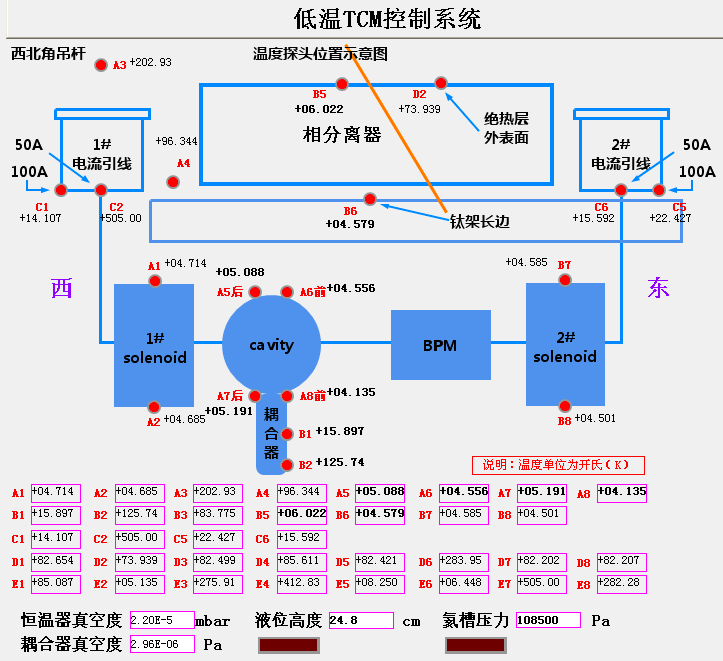 低温TCM控制系统
西北角吊杆
A3 +202.93
温度探头位置示意图
B5
+06.022
D2
+73.939
相分离器
绝热层
外表面
50A
100A
1#
电流引线
+96.344
A4
2#
电流引线
50A
100A
C1
+14.107
C2
+505.00
B6
+04.579
钛架长边
C6
+15.592
C5
+22.427
西
东
A1 +04.714
+05.088
A5后
A6前 +04.556
+04.585 B7
1#
solenoid
cavity
BPM
2#
solenoid
A2 +04.685
+05.191
A7后
A8前 +04.135
B8 +04.501
耦
合
器
B1 +15.897
B2 +125.74
说明：温度单位为开氏（K）
A1 +04.714 A2 +04.685 A3 +202.93 A4 +96.344 A5 +05.088 A6 +04.556 A7 +05.191 A8 +04.135
B1 +15.897 B2 +125.74 B3 +83.775 B5 +06.022 B6 +04.579 B7 +04.585 B8 +04.501
C1 +14.107 C2 +505.00 C5 +22.427 C6 +15.592
D1 +82.654 D2 +73.939 D3 +82.499 D4 +85.611 D5 +82.421 D6 +283.95 D7 +82.202 D8 +82.207
E1 +85.087 E2 +05.135 E3 +275.91 E4 +412.83 E5 +08.250 E6 +06.448 E7 +505.00 E8 +282.28
恒温器真空度 2.20E-5 mbar 液位高度 24.8 cm 氦槽压力 108500 Pa
耦合器真空度 2.96E-06 Pa